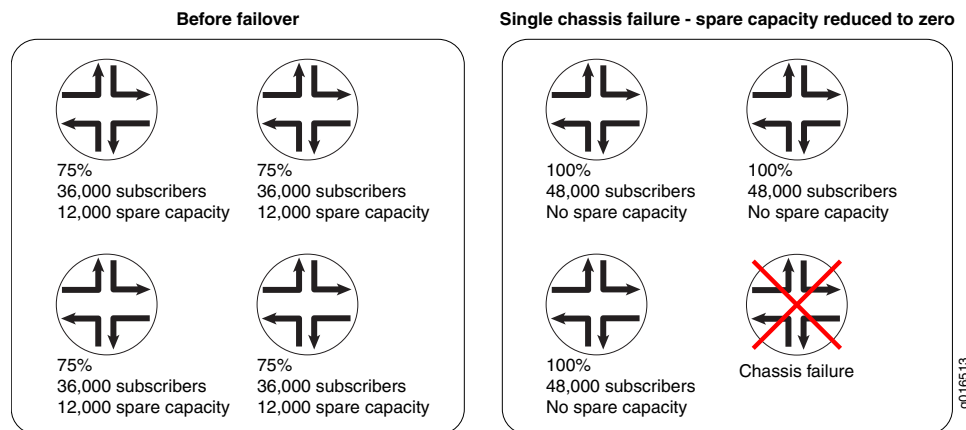 Before failover
75%
36,000 subscribers
12,000 spare capacity
75%
36,000 subscribers
12,000 spare capacity
75%
36,000 subscribers
12,000 spare capacity
75%
36,000 subscribers
12,000 spare capacity
Single chassis failure - spare capacity reduced to zero
100%
48,000 subscribers
No spare capacity
100%
48,000 subscribers
No spare capacity
100%
48,000 subscribers
No spare capacity
Chassis failure
g016513